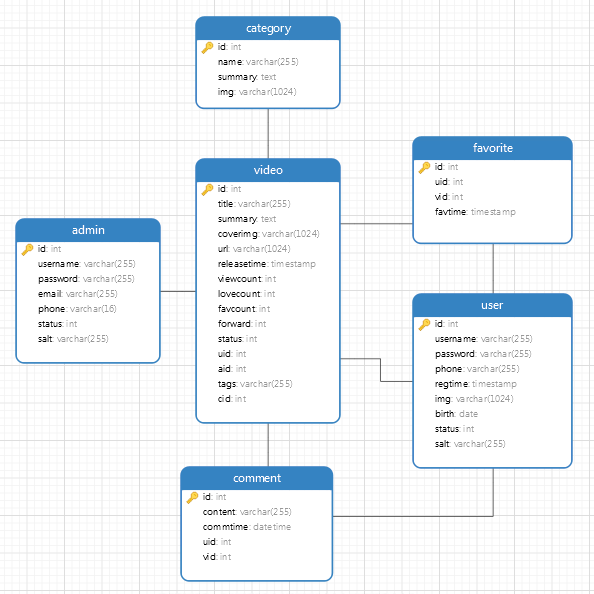 category
id: int
name: varchar(255)
summary: text
img: varchar(1024)
video
id: int
title: varchar(255)
summary: text
coverimg: varchar(1024)
url: varchar(1024)
releasetime: timestamp
viewcount: int
lovecount: int
favcount: int
forward: int
status: int
uid: int
aid: int
tags: varchar(255)
cid: int
favorite
id: int
uid: int
vid: int
favtime: timestamp
admin
id: int
username: varchar(255)
password: varchar(255)
email: varchar(255)
phone: varchar(16)
status: int
salt: varchar(255)
user
id: int
username: varchar(255)
password: varchar(255)
phone: varchar(255)
regtime: timestamp
img: varchar(1024)
birth: date
status: int
salt: varchar(255)
comment
id: int
content: varchar(255)
commtime: datetime
uid: int
vid: int